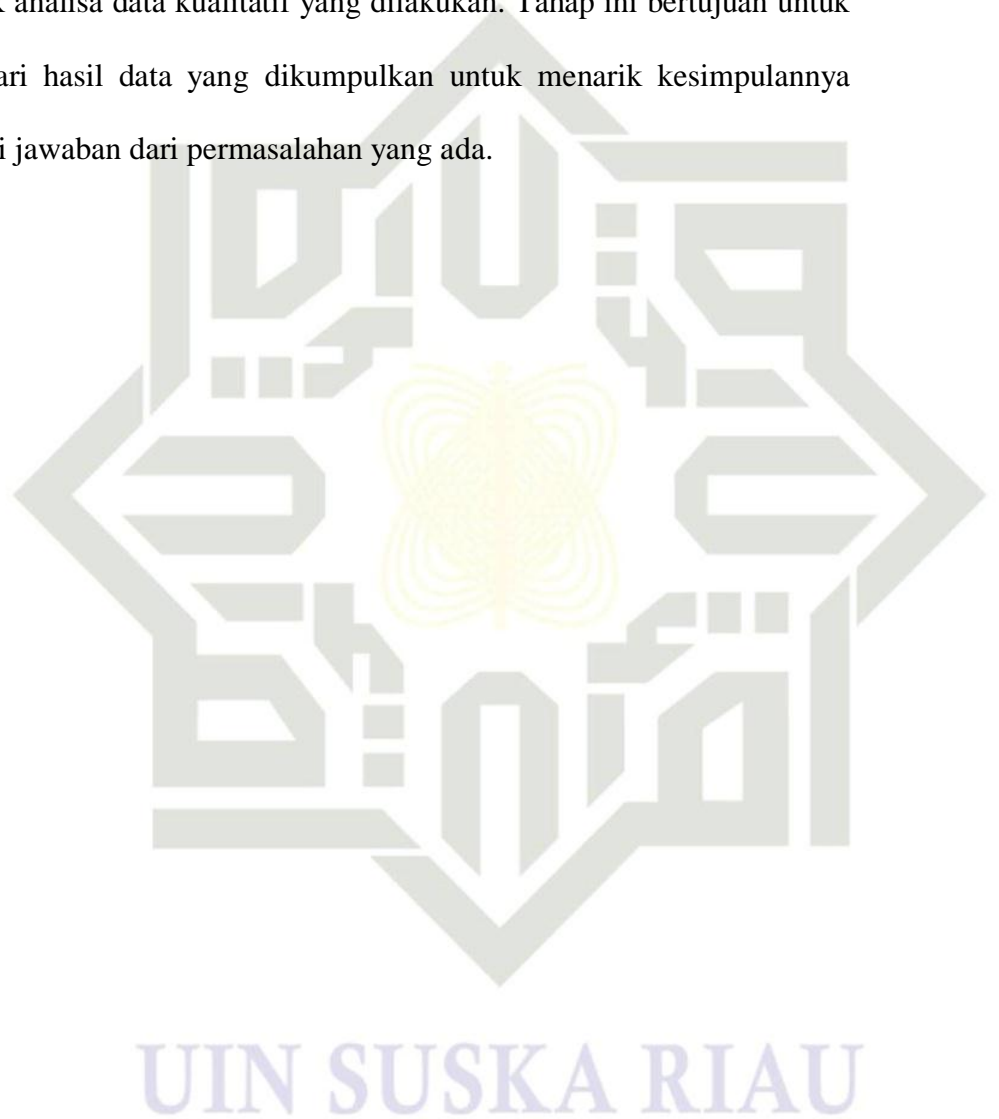 analisa data kualitatif yang dilakukan. Tahap ini bertujuan untuk
ari hasil data yang dikumpulkan untuk menarik kesimpulannya
i jawaban dari permasalahan yang ada.
UIN SUSKA RIAU